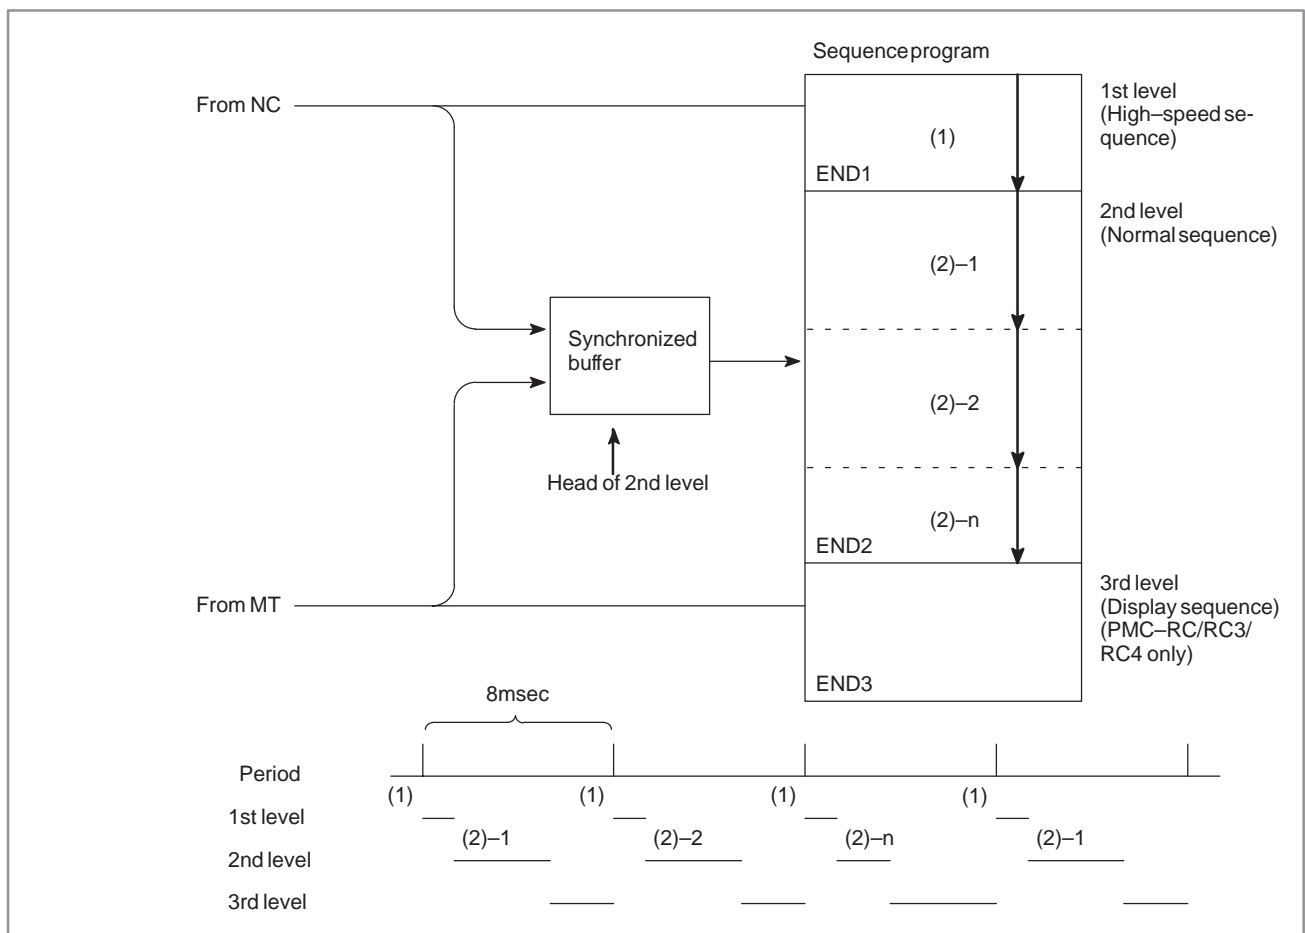 Sequence program
From NC
1st level
(High–speed se-
quence)
(1)
END1
2nd level
(Normal sequence)
(2)–1
Synchronized
buffer
(2)–2
Head of 2nd level
(2)–n
END2
From MT
3rd level
(Display sequence)
(PMC–RC/RC3/
RC4 only)
END3
8msec
Period
(1) (1) (1) (1)
1st level
(2)–1 (2)–2 (2)–n (2)–1
2nd level
3rd level